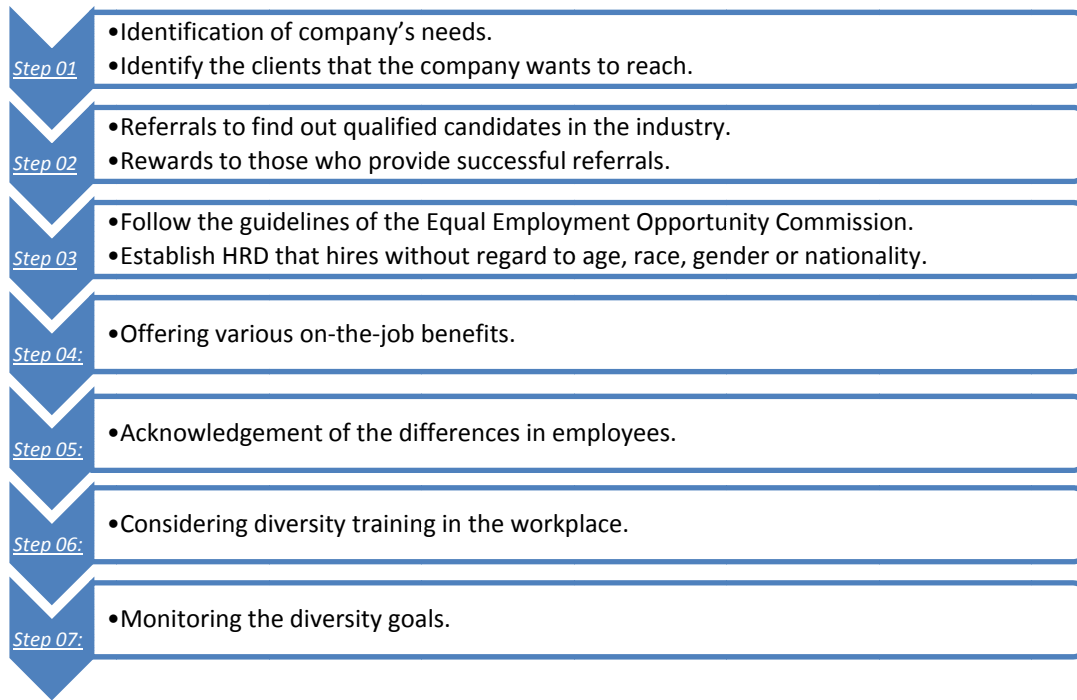 •Identification of company’s needs.
Step 01
•Identify the clients that the company wants to reach.
•Referrals to find out qualified candidates in the industry.
Step 02
•Rewards to those who provide successful referrals.
•Follow the guidelines of the Equal Employment Opportunity Commission.
Step 03
•Establish HRD that hires without regard to age, race, gender or nationality.
Step 04:
•Offering various on-the-job benefits.
Step 05:
•Acknowledgement of the differences in employees.
Step 06:
•Considering diversity training in the workplace.
Step 07:
•Monitoring the diversity goals.